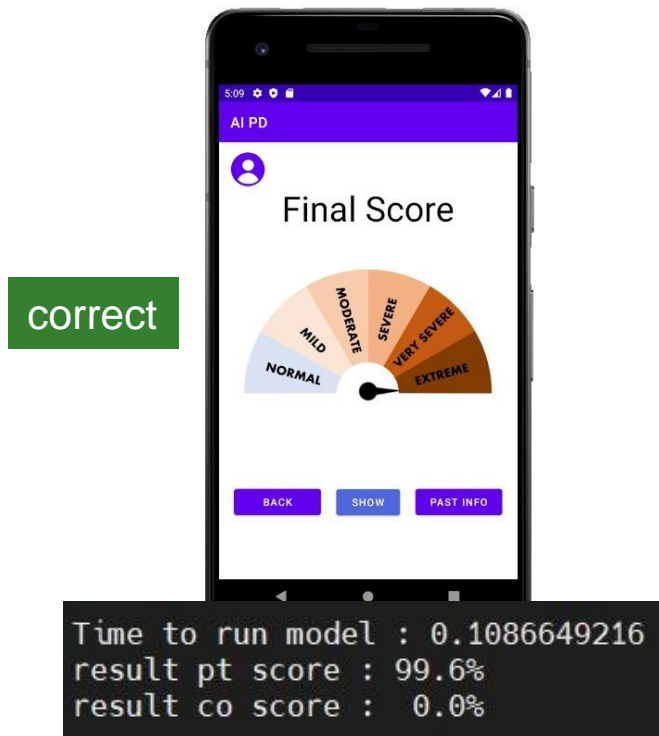 5:09
AI PD
Final Score
correct
NORMAL
MILD
MODERATE
SEVERE
VERY SEVERE
EXTREME
BACK SHOW PAST INFO
Time to run model : 0.1086649216
result pt score : 99.6%
result co score :  0.0%